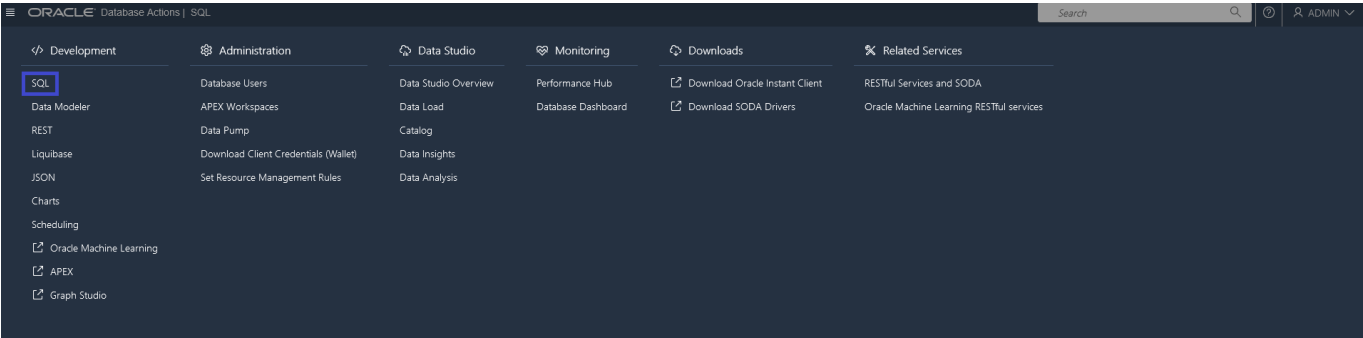 ORACLE Database Actions | SQL
Search
ADMIN
Development
SQL
Data Modeler
REST
Liquibase
JSON
Charts
Scheduling
Oracle Machine Learning
APEX
Graph Studio
Administration
Database Users
APEX Workspaces
Data Pump
Download Client Credentials (Wallet)
Set Resource Management Rules
Data Studio
Data Studio Overview
Data Load
Catalog
Data Insights
Data Analysis
Monitoring
Performance Hub
Database Dashboard
Downloads
Download Oracle Instant Client
Download SODA Drivers
Related Services
RESTful Services and SODA
Oracle Machine Learning RESTful services